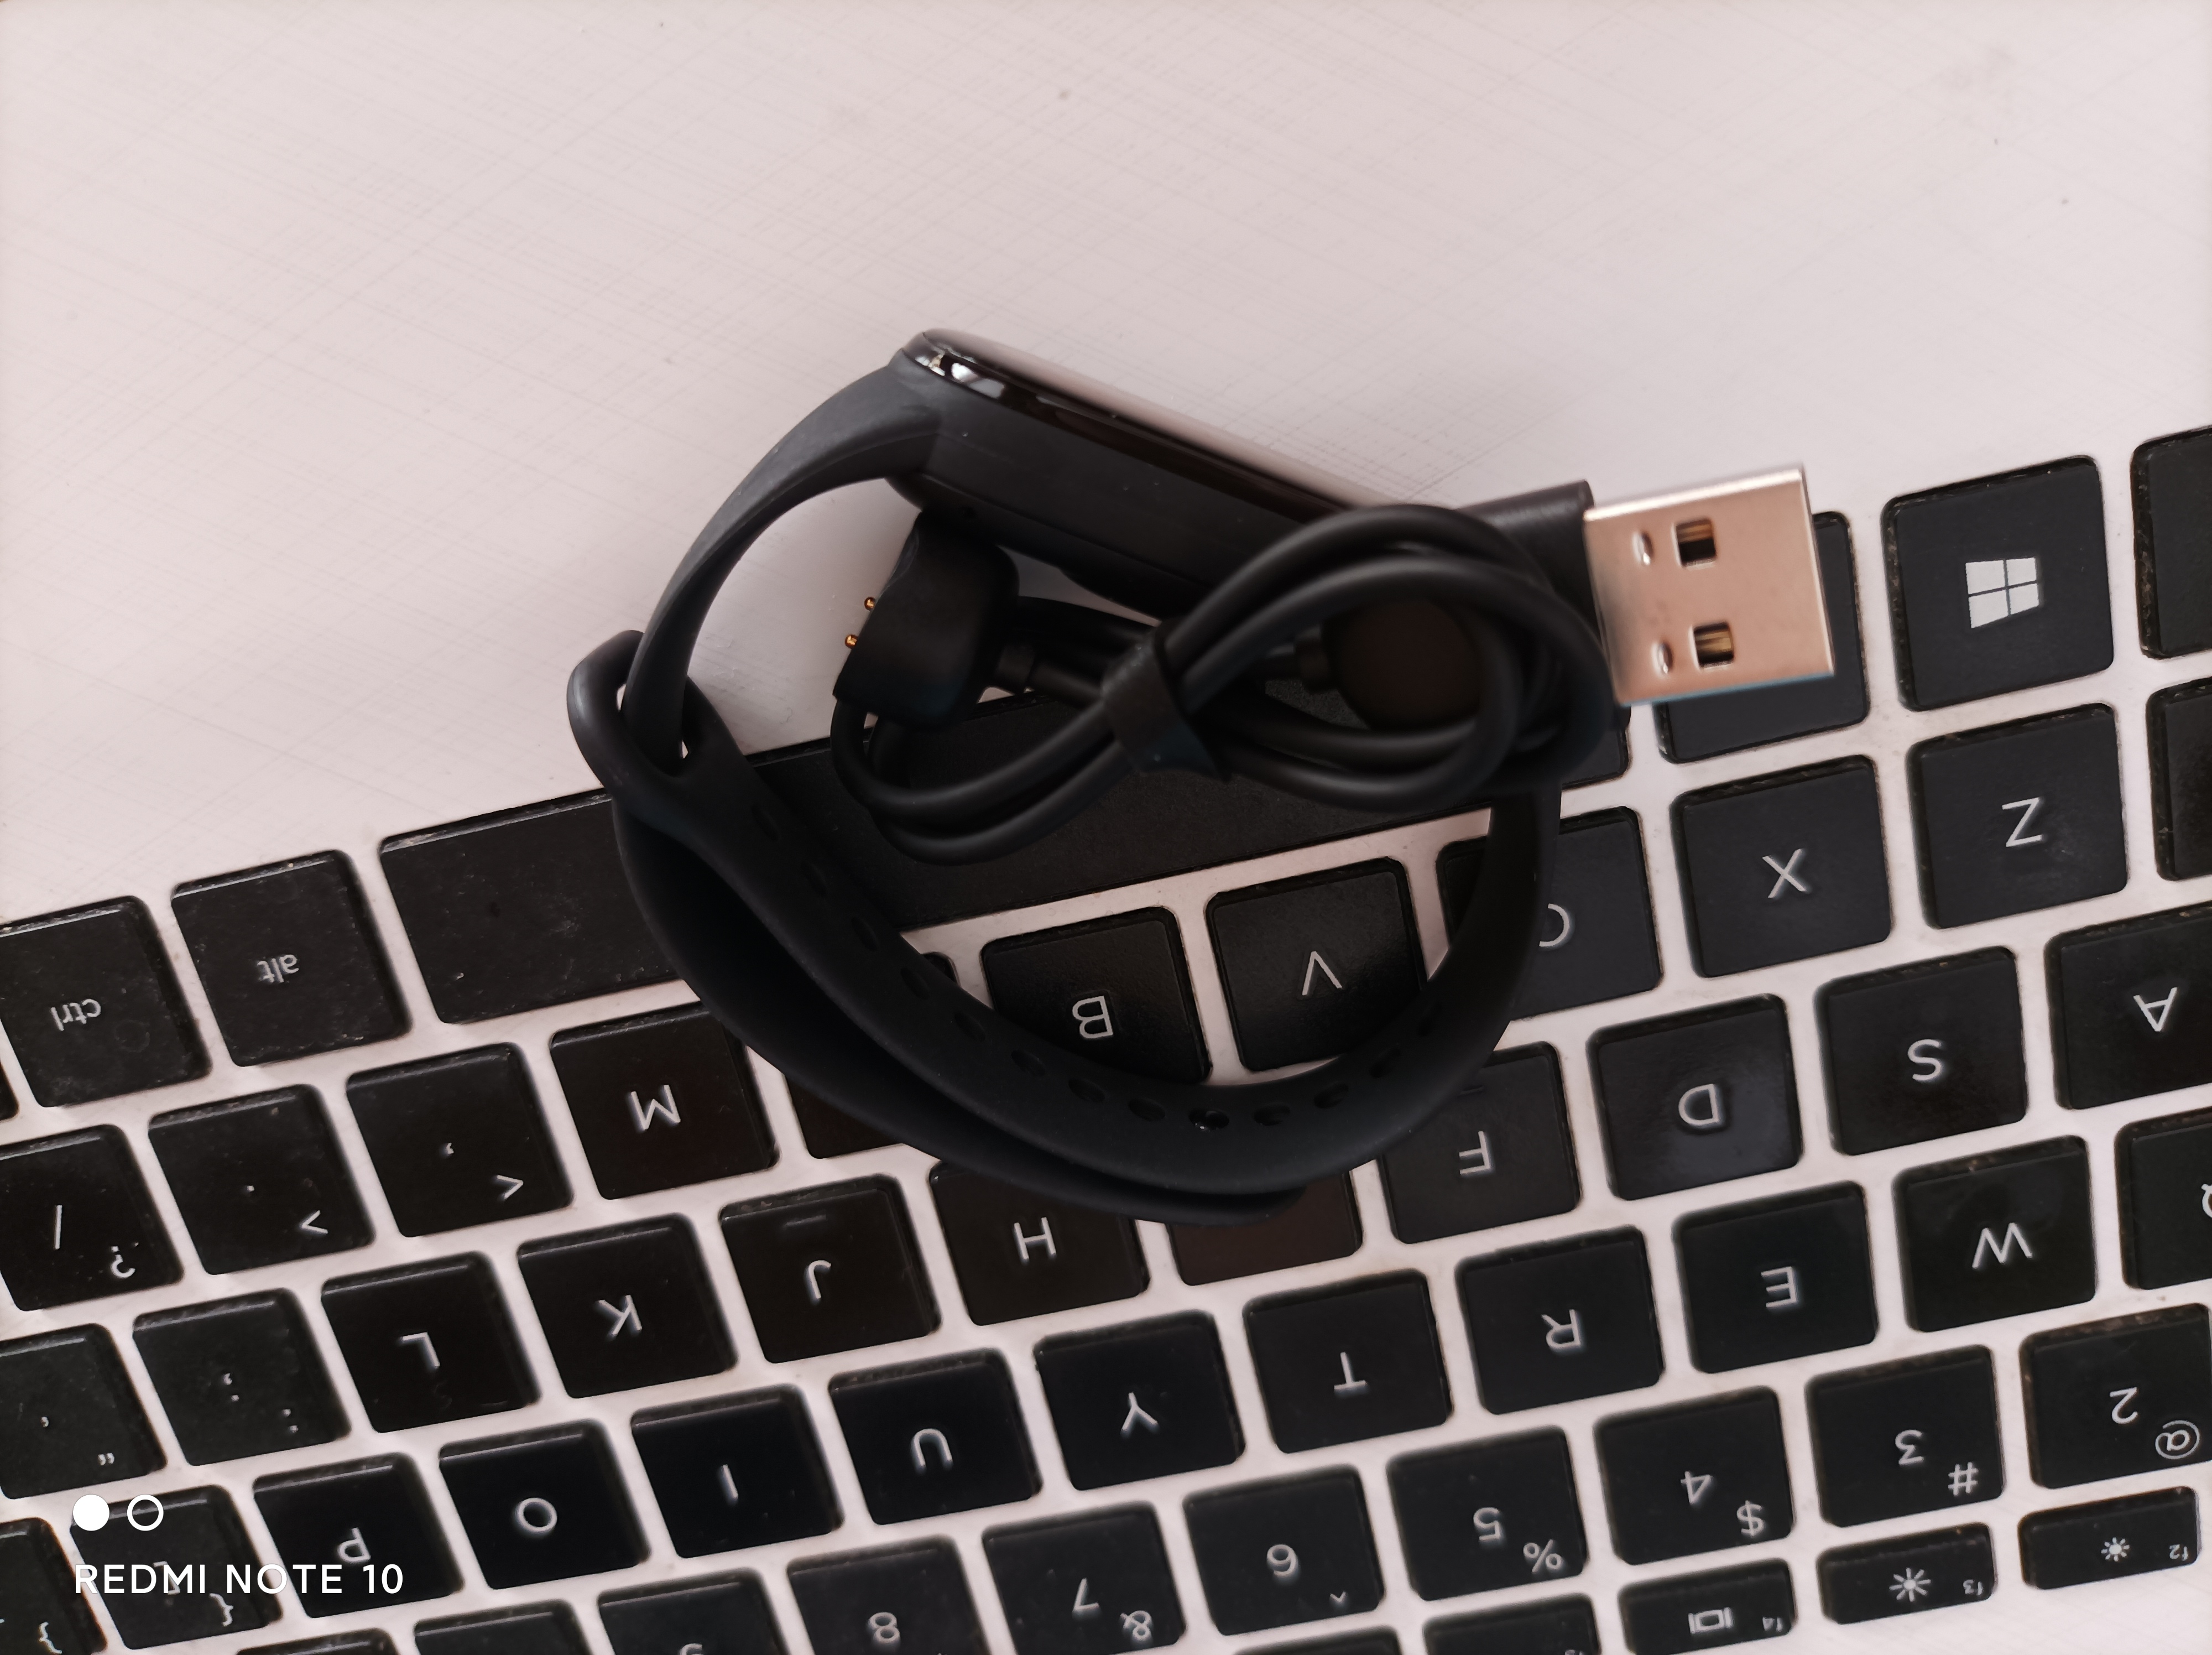 ctrl alt
/ ? . > , < M B V C X Z
' " ; : L K J H F D S A
P O I U Y T R E W Q
{ } 8 7 & 6 ^ 5 % 4 $ 3 # 2 @
f4 f3 f2
REDMI NOTE 10